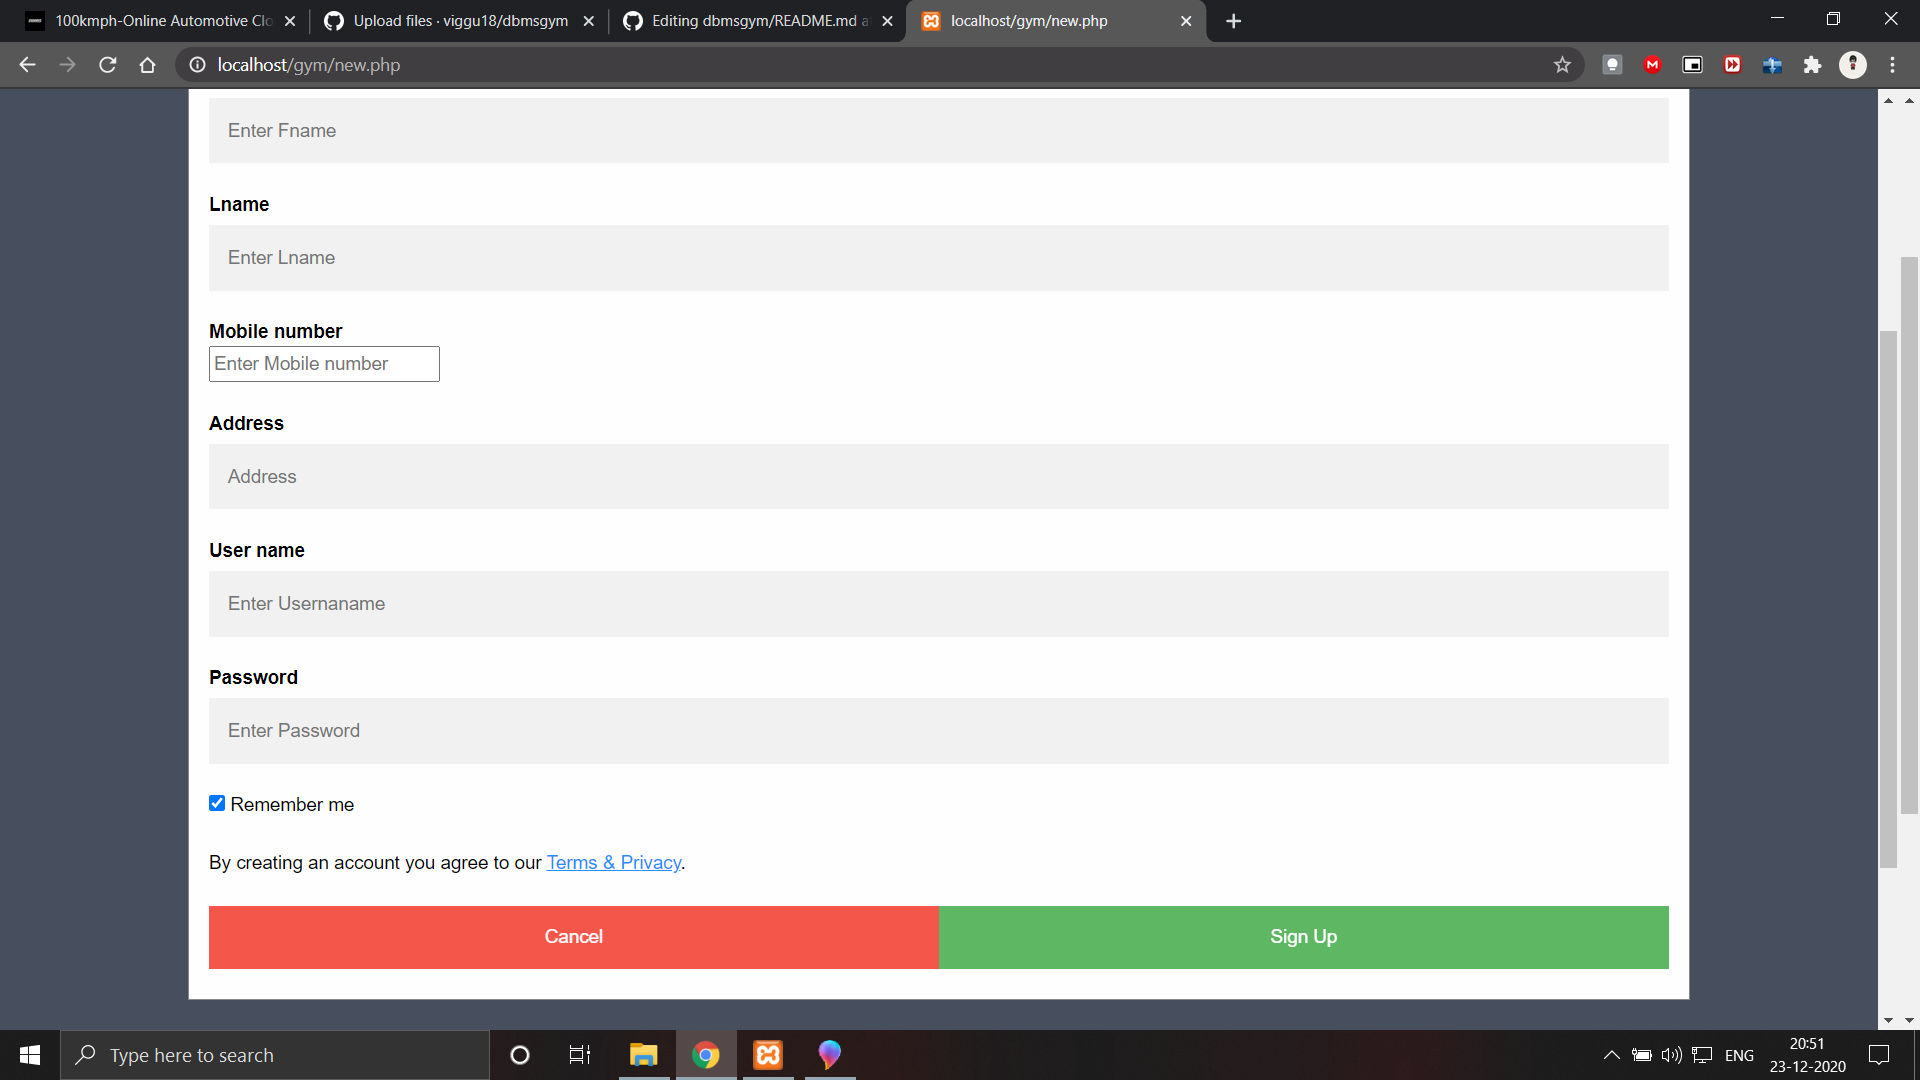 100kmph-Online Automotive Clo
Upload files · viggu18/dbmsgym
Editing dbmsgym/README.md a
localhost/gym/new.php
localhost/gym/new.php
Enter Fname
Lname
Enter Lname
Mobile number
Enter Mobile number
Address
Address
User name
Enter Usernaname
Password
Enter Password
Remember me
By creating an account you agree to our Terms & Privacy.
Cancel
Sign Up
Type here to search
ENG
20:51
23-12-2020